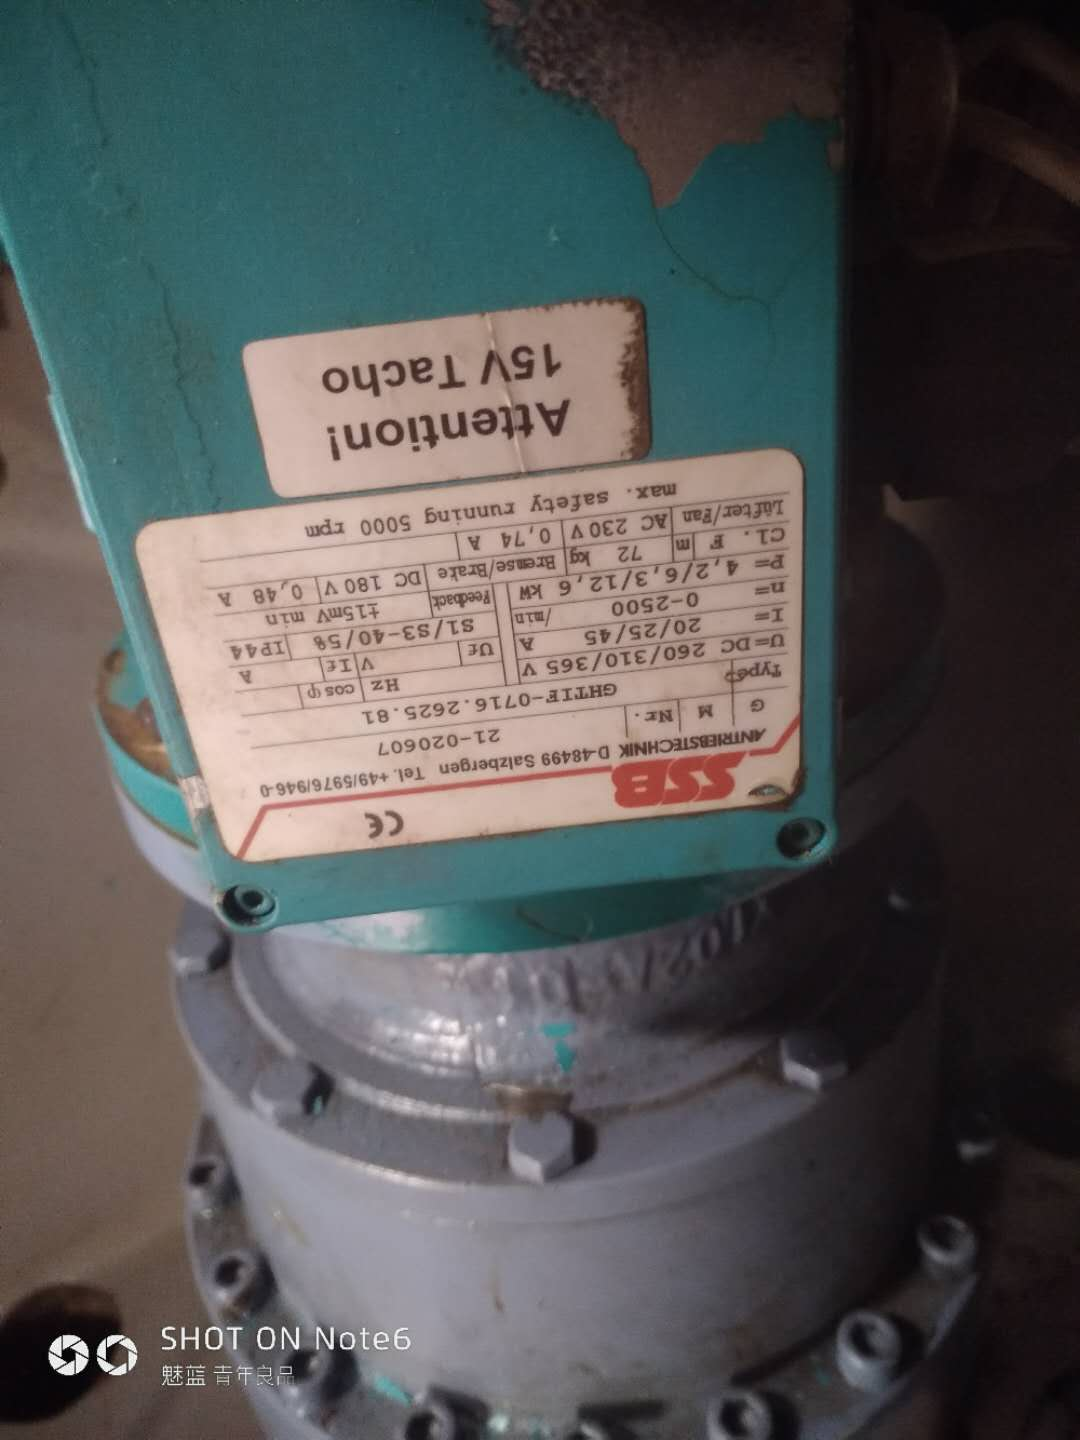 CE
SSB
ANTRIEBSTECHNIK D-48499 Salzbergen Tel. +49/5976/946-0
G M Nr. 21-020607
Type GHTIF-0716.2625.81
U= DC 260/310/365 V Hz cosφ
I= 20/25/45 A Uf V If A
n= 0-2500 /min S1/S3-40/5% IP44
P= 4,2/6,3/12,6 kW Feedback ±15mV min
Cl. F m 72 kg Bremse/Brake DC 180 V 0,48 A
Lüfter/Fan AC 230 V 0,74 A
max. safety running 5000 rpm
Attention!
15V Tacho
SHOT ON Note6
魅蓝 青年良品